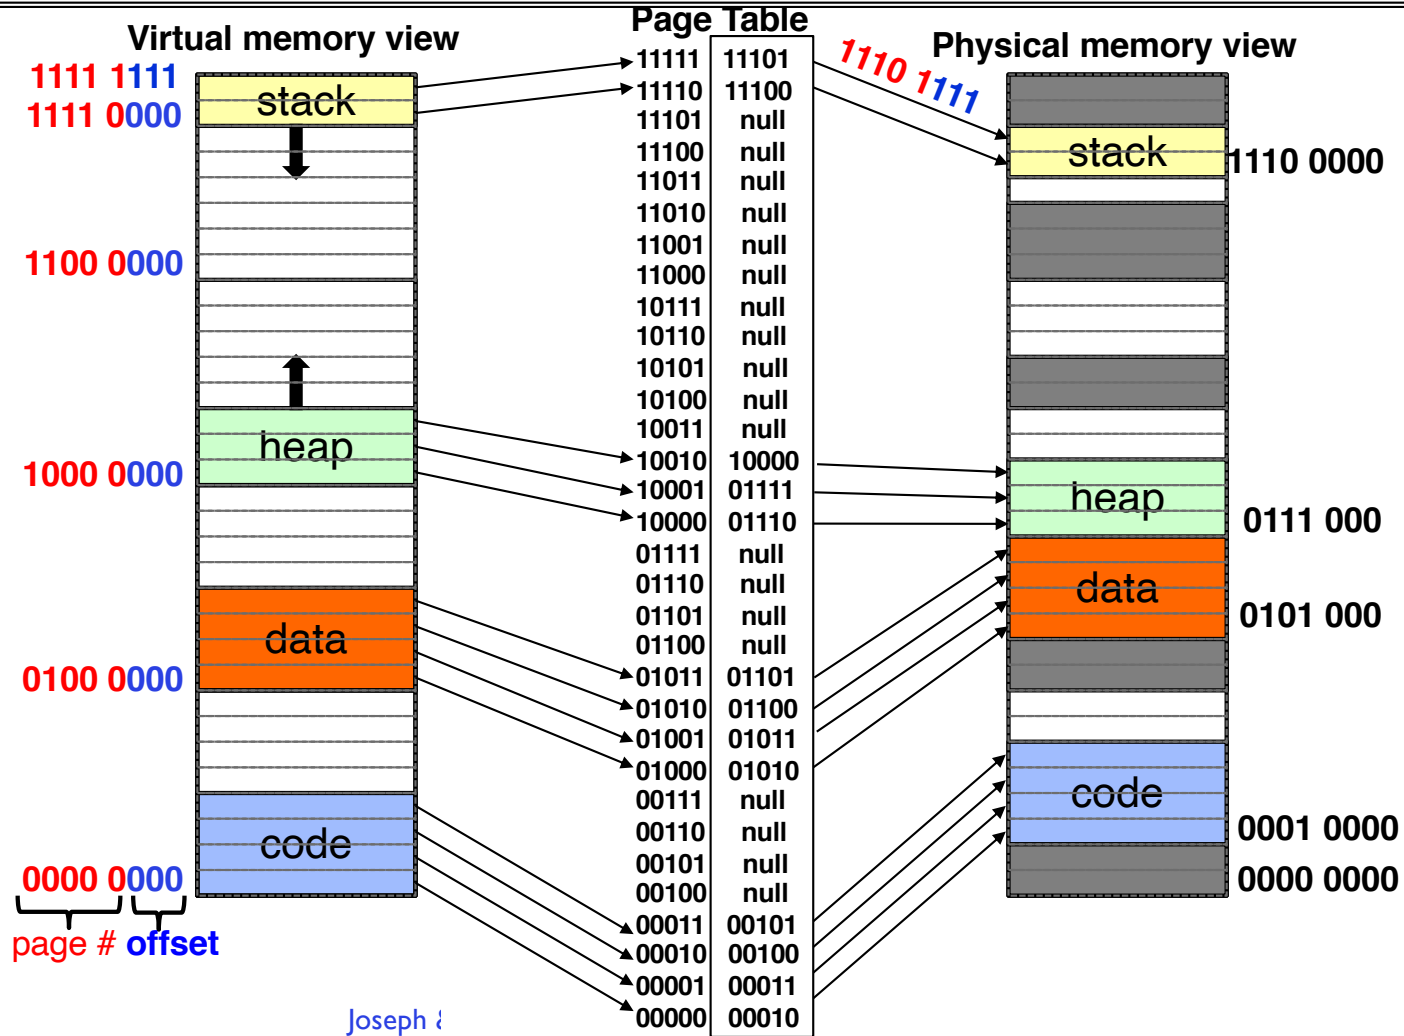 Page Table
Virtual memory view
Physical memory view
1111 1111
1111 0000
1100 0000
1000 0000
0100 0000
0000 0000
page # offset
stack
heap
data
code
11111 11101
11110 11100
11101 null
11100 null
11011 null
11010 null
11001 null
11000 null
10111 null
10110 null
10101 null
10100 null
10011 null
10010 10000
10001 01111
10000 01110
01111 null
01110 null
01101 null
01100 null
01011 01101
01010 01100
01001 01011
01000 01010
00111 null
00110 null
00101 null
00100 null
00011 00101
00010 00100
00001 00011
00000 00010
1110 1111
stack
1110 0000
heap
0111 000
data
0101 000
code
0001 0000
0000 0000
Joseph